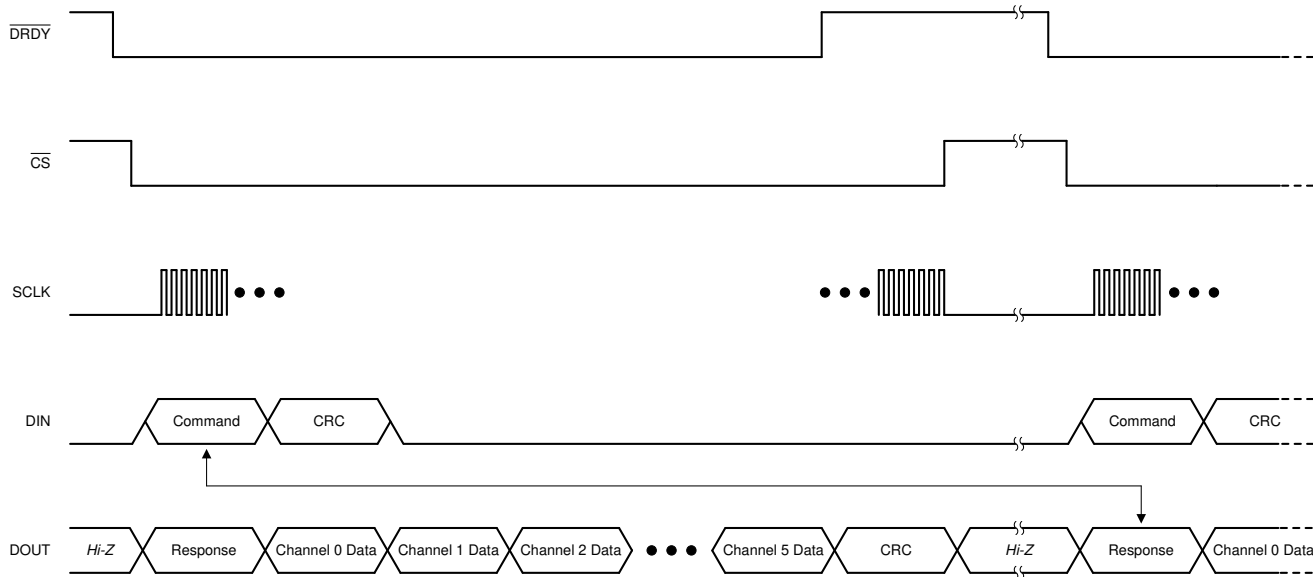 DRDY
CS
SCLK
DIN
Command
CRC
Command
CRC
DOUT
Hi-Z
Response
Channel 0 Data
Channel 1 Data
Channel 2 Data
Channel 5 Data
CRC
Hi-Z
Response
Channel 0 Data